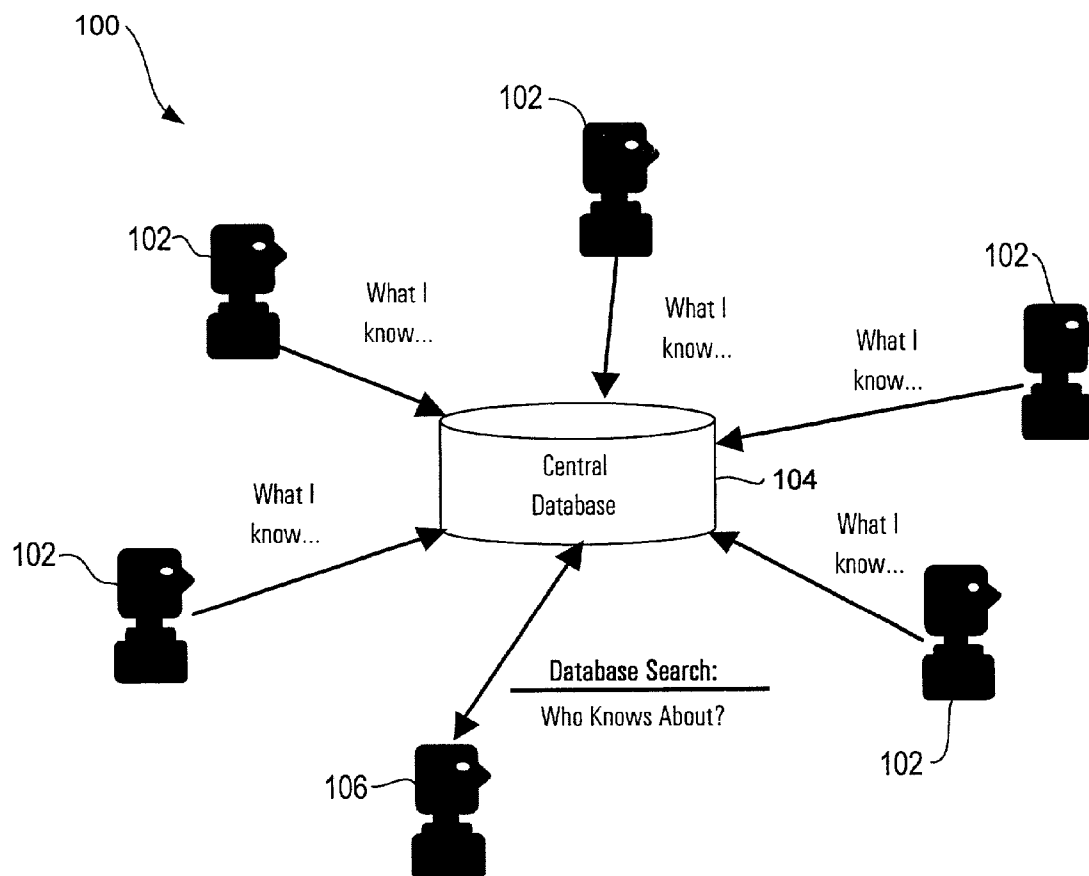 100
102
102
102
What I
know...
What I
know...
What I
know...
Central
Database
104
What I
know...
What I
know...
102
Database Search:
Who Knows About?
102
106